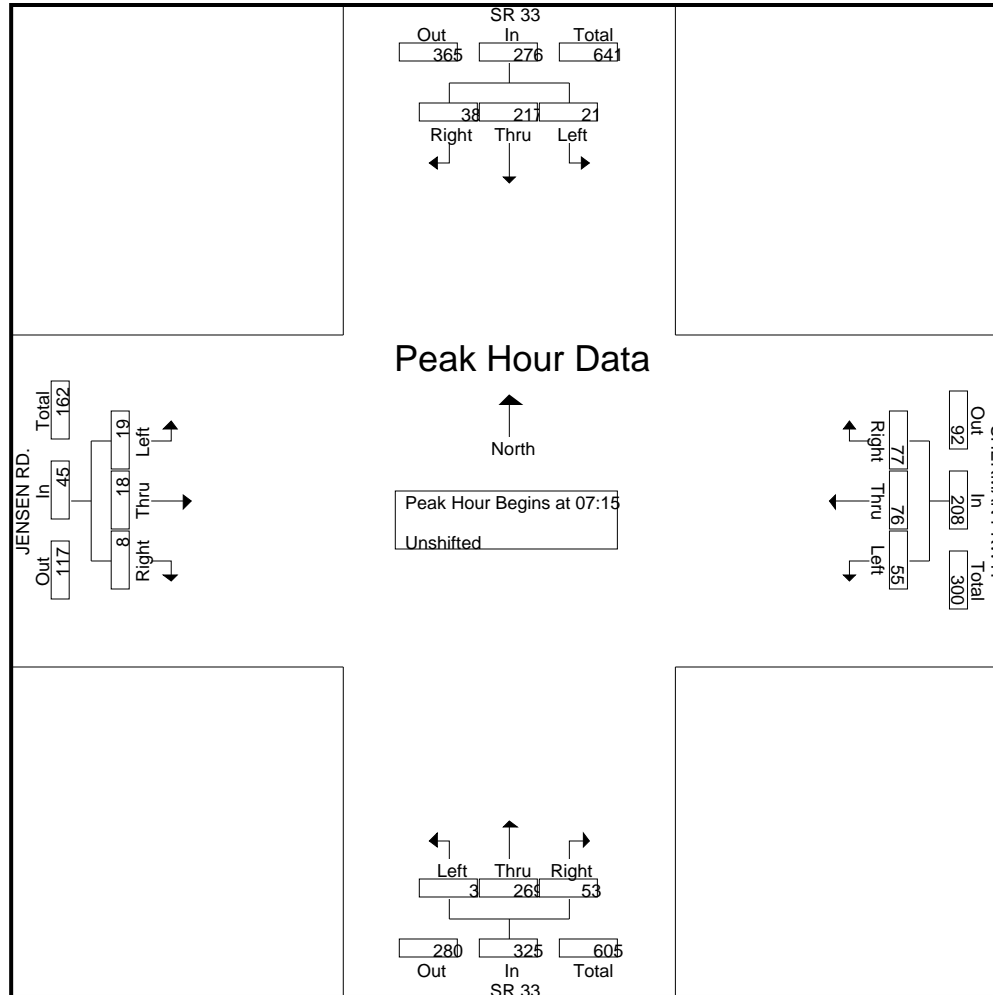 SR 33
Out In Total
365 276 641
38 217 21
Right Thru Left
Peak Hour Data
North
Peak Hour Begins at 07:15
Unshifted
JENSEN RD.
Out In Total
117 45 162
8 18 19
Right Thru Left
Out In Total
92 208 300
77 76 55
Right Thru Left
Left Thru Right
3 269 53
280 325 605
Out In Total
SR 33